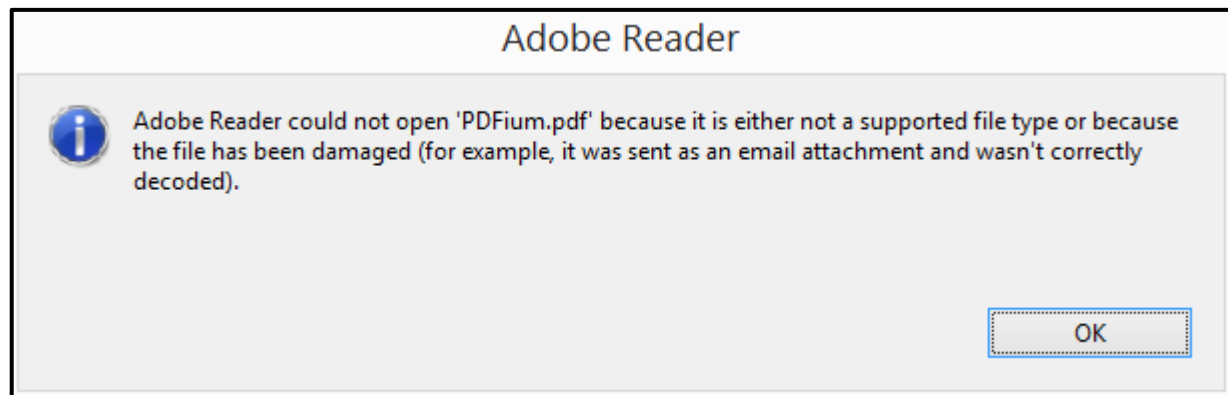 Adobe Reader
Adobe Reader could not open 'PDFium.pdf' because it is either not a supported file type or because
the file has been damaged (for example, it was sent as an email attachment and wasn't correctly
decoded).
OK